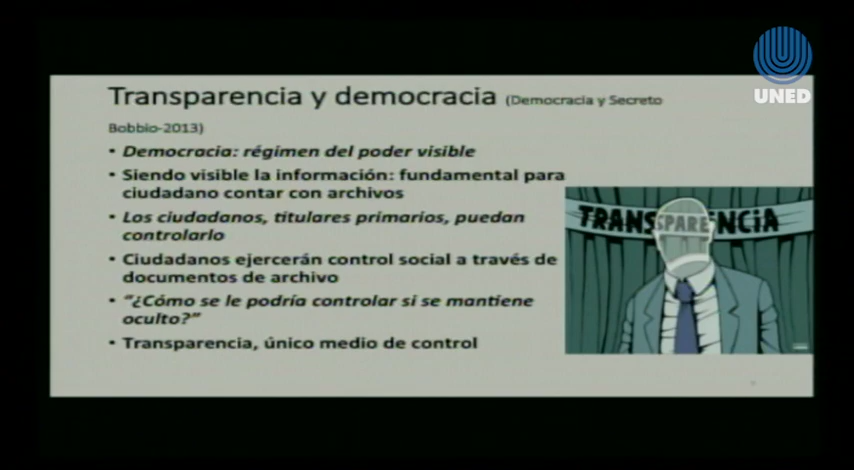 UNED
Transparencia y democracia (Democracia y Secreto
Bobbio-2013)
• Democracia: régimen del poder visible
• Siendo visible la información: fundamental para
ciudadano contar con archivos
• Los ciudadanos, titulares primarios, puedan
controlarlo
• Ciudadanos ejercerán control social a través de
documentos de archivo
• "¿Cómo se le podría controlar si se mantiene
oculto?"
• Transparencia, único medio de control
TRANSPARENCIA